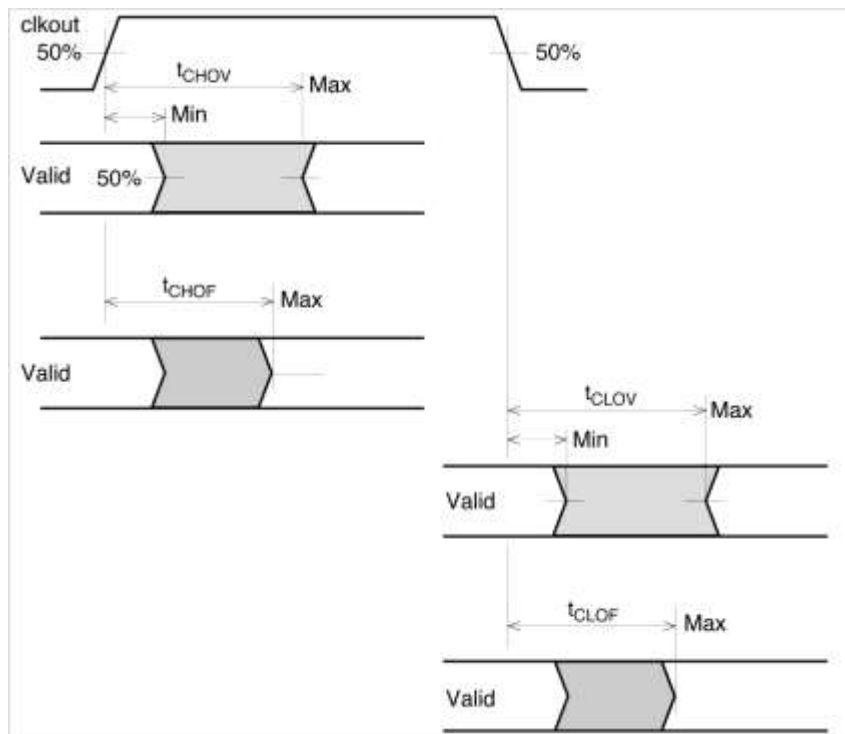 clkout
50%
50%
tCHOV
Max
Min
Valid
50%
tCHOF
Max
Valid
tCLOV
Max
Min
Valid
tCLOF
Max
Valid